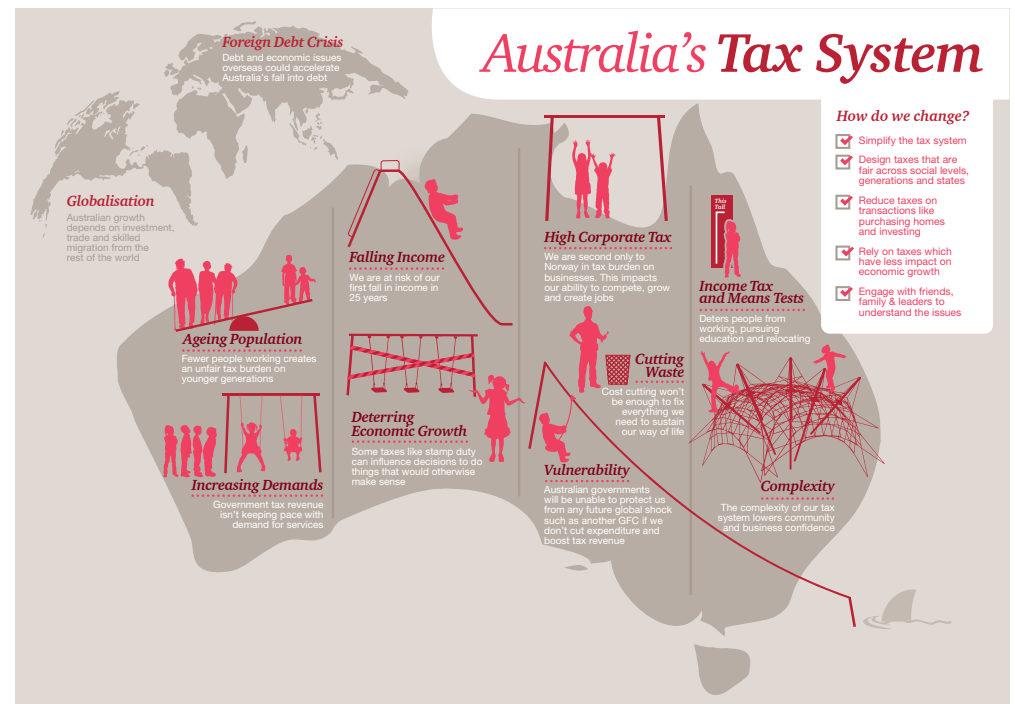 Australia's Tax System
Foreign Debt Crisis
Debt and economic issues
overseas could accelerate
Australia's fall into debt
Globalisation
Australian growth
depends on investment,
trade and skilled
migration from the
rest of the world
Ageing Population
Fewer people working creates
an unfair tax burden on
younger generations
Increasing Demands
Government tax revenue
isn't keeping pace with
demand for services
Falling Income
We are at risk of our
first fall in income in
25 years
Deterring
Economic Growth
Some taxes like stamp duty
can influence decisions to do
things that would otherwise
make sense
High Corporate Tax
We are second only to
Norway in tax burden on
businesses. This impacts
our ability to compete, grow
and create jobs
Cutting
Waste
Cost cutting won't
be enough to fix
everything we
need to sustain
our way of life
Vulnerability
Australian governments
will be unable to protect us
from any future global shock
such as another GFC if we
don't cut expenditure and
boost tax revenue
This
Tall
Income Tax
and Means Tests
Deters people from
working, pursuing
education and relocating
Complexity
The complexity of our tax
system lowers community
and business confidence
How do we change?
Simplify the tax system
Design taxes that are
fair across social levels,
generations and states
Reduce taxes on
transactions like
purchasing homes
and investing
Rely on taxes which
have less impact on
economic growth
Engage with friends,
family & leaders to
understand the issues